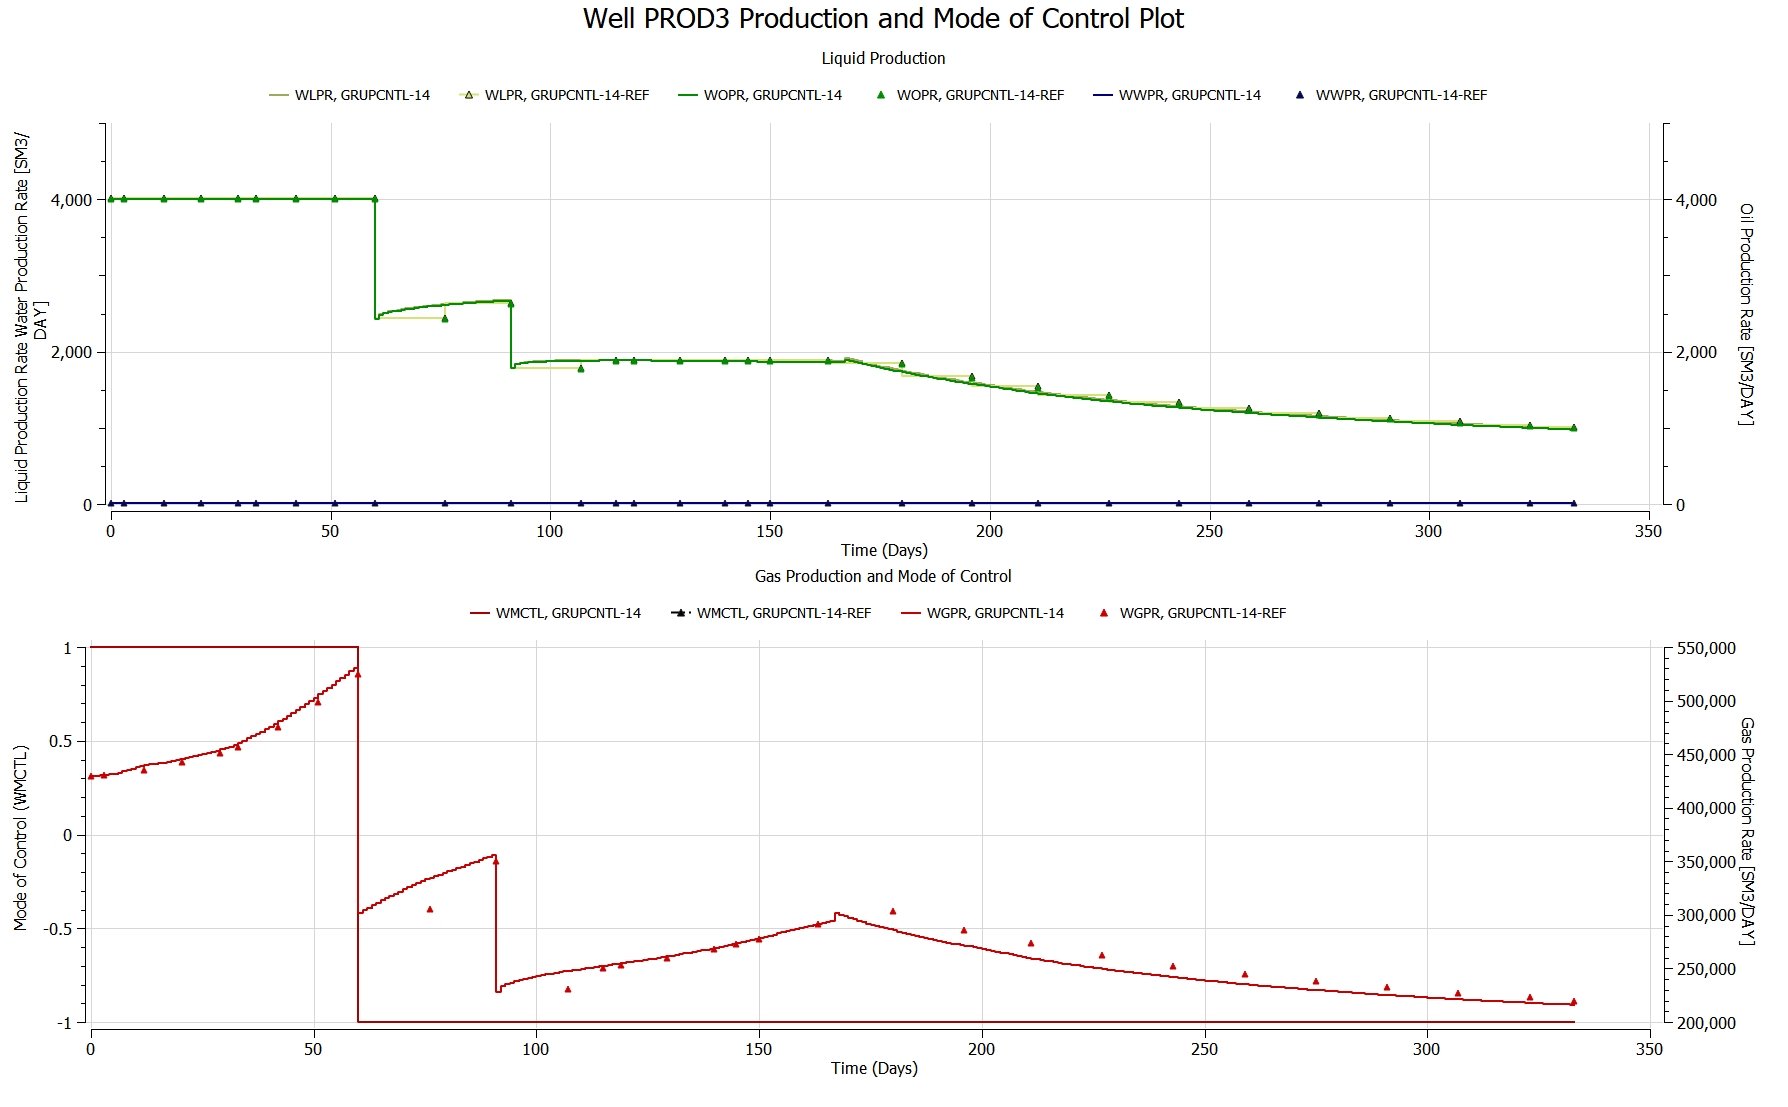 Well PROD3 Production and Mode of Control Plot
Liquid Production
WLPR, GRUPCNTL-14 WLPR, GRUPCNTL-14-REF WOPR, GRUPCNTL-14 WOPR, GRUPCNTL-14-REF WWPR, GRUPCNTL-14 WWPR, GRUPCNTL-14-REF
Liquid Production Rate Water Production Rate [SM3/
DAY]
4,000
2,000
0
4,000
2,000
0
Oil Production Rate [SM3/DAY]
0 50 100 150 200 250 300 350
Time (Days)
Gas Production and Mode of Control
WMCTL, GRUPCNTL-14 WMCTL, GRUPCNTL-14-REF WGPR, GRUPCNTL-14 WGPR, GRUPCNTL-14-REF
Mode of Control (WMCTL)
1
0.5
0
-0.5
-1
550,000
500,000
450,000
400,000
350,000
300,000
250,000
200,000
Gas Production Rate [SM3/DAY]
0 50 100 150 200 250 300 350
Time (Days)